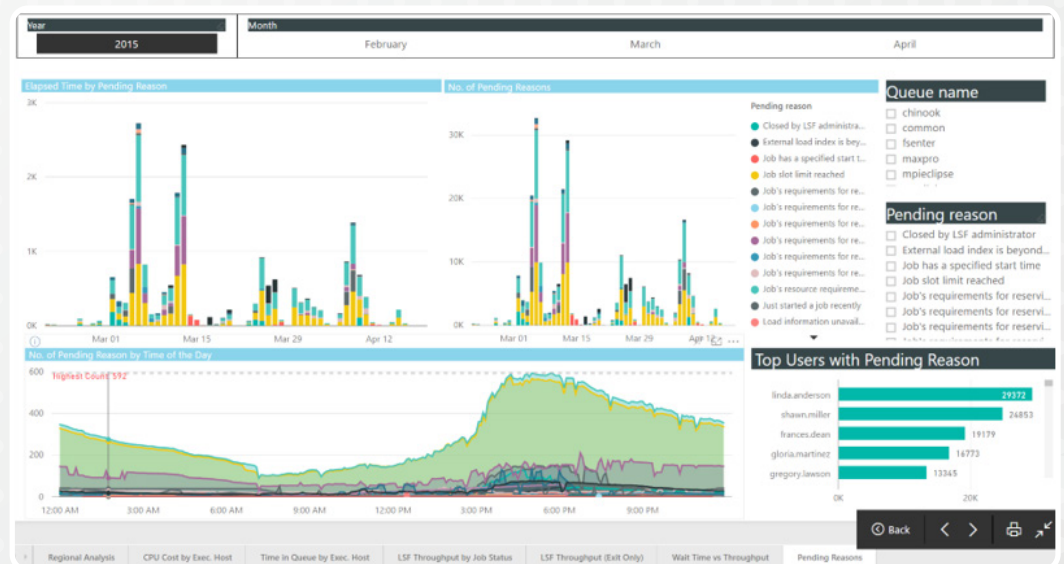 Year
Month
2015
February
March
April
Elapsed Time by Pending Reason
No. of Pending Reasons
3K
2K
1K
0K
Mar 01
Mar 15
Mar 29
Apr 12
30K
20K
10K
0K
Mar 01
Mar 15
Mar 29
Apr 12
Pending reason
Closed by LSF administra...
External load index is bey...
Job has a specified start t...
Job slot limit reached
Job's requirements for re...
Job's requirements for re...
Job's requirements for re...
Job's requirements for re...
Job's requirements for re...
Job's requirements for re...
Job's resource requireme...
Just started a job recently
Load information unavail...
Queue name
chinook
common
fsenter
maxpro
mpieclipse
Pending reason
Closed by LSF administrator
External load index is beyond...
Job has a specified start time
Job slot limit reached
Job's requirements for reservi...
Job's requirements for reservi...
Job's requirements for reservi...
No. of Pending Reason by Time of the Day
Highest Count 592
600
400
200
0
12:00 AM
3:00 AM
6:00 AM
9:00 AM
12:00 PM
3:00 PM
6:00 PM
9:00 PM
Top Users with Pending Reason
linda.anderson
29372
shawn.miller
24853
frances.dean
19179
gloria.martinez
16773
gregory.lawson
13345
0K
20K
Back
Regional Analysis
CPU Cost by Exec. Host
Time in Queue by Exec. Host
LSF Throughput by Job Status
LSF Throughput (Exit Only)
Wait Time vs Throughput
Pending Reasons